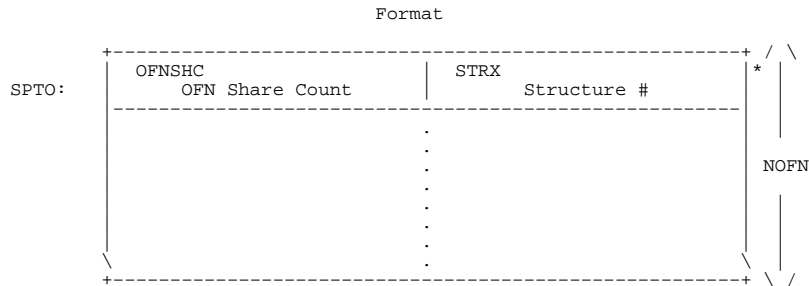 Format
OFNSHC STRX *
SPTO: OFN Share Count Structure #
NOFN